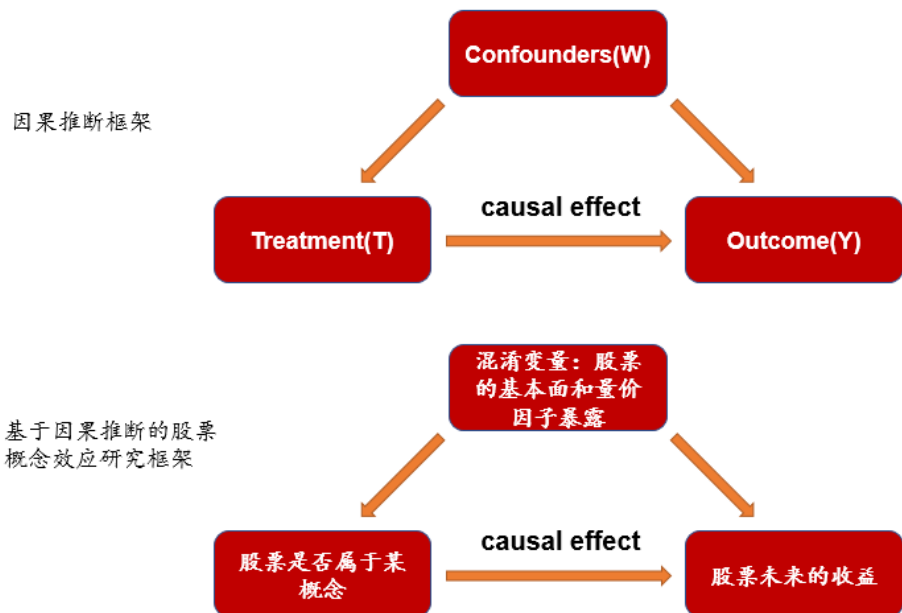 Confounders(W)
因果推断框架
causal effect
Treatment(T)
Outcome(Y)
混淆变量：股票
的基本面和量价
因子暴露
基于因果推断的股票
概念效应研究框架
causal effect
股票是否属于某
概念
股票未来的收益